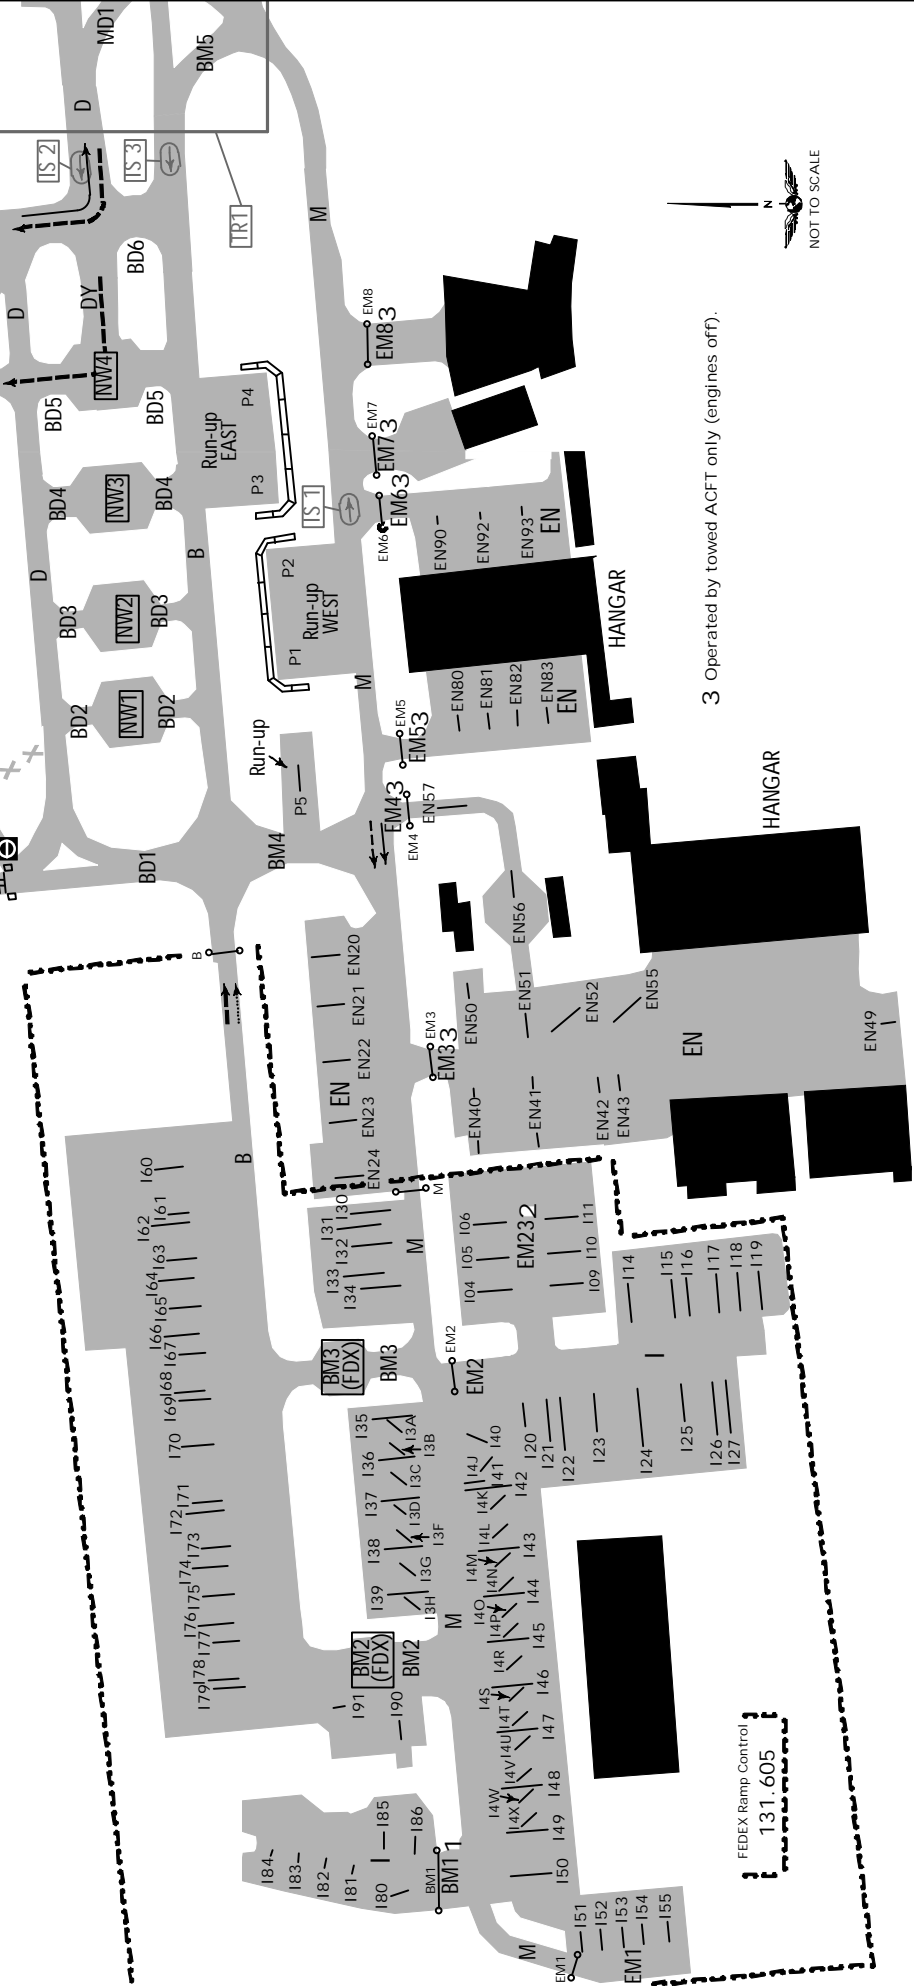 MD1
BM5
D
IS 2
IS 3
TR1
M
BD6
D
DY
NW4
BD5
BD5
EM8
EM83
P4
Run-up
EAST
P3
EM7
EM73
BD4
NW3
BD4
IS 1
EM63
EM6
B
D
P2
Run-up
WEST
P1
EN90
EN92
EN93
EN
HANGAR
BD3
NW2
BD3
M
EN80
EN81
EN82
EN83
EN
BD2
NW1
BD2
EM5
EM53
Run-up
P5
EM43
EM4
EN57
HANGAR
BD1
BM4
NOT TO SCALE
N
3 Operated by towed ACFT only (engines off).
B
EN20
EN21
EN22
EN23
EN24
EN
EN56
EM3
EM33
EN50
EN51
EN52
EN55
EN49
EN
EN40
EN41
EN42
EN43
B
M
I60
I61
I62
I63
I64
I65
I66
I67
I68
I69
I70
I71
I72
I73
I74
I75
I76
I77
I78
I79
I30
I31
I32
I33
I34
M
I06
I05
I04
EM232
I11
I10
I09
I14
I15
I16
I17
I18
I19
I
BM3
(FDX)
BM3
EM2
EM2
I35
I36
I37
I38
I39
I3A
I3B
I3C
I3D
I3F
I3G
I3H
I40
I41
I42
I43
I44
I45
I46
I47
I48
I49
I50
I4J
I4K
I4L
I4M
I4N
I4O
I4P
I4R
I4S
I4T
I4U
I4V
I4W
I4X
I20
I21
I22
I23
I24
I25
I26
I27
M
BM2
(FDX)
BM2
I91
I90
I84
I83
I82
I81
I80
I
I85
I86
BM1
BM1 1
M
EM1
EM1
I51
I52
I53
I54
I55
FEDEX Ramp Control
131.605